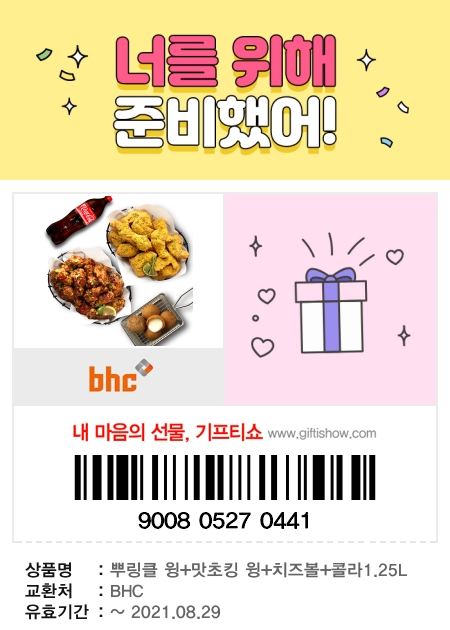 너를 위해
준비했어!
Coca-Cola
bhc
내 마음의 선물, 기프티쇼 www.giftishow.com
9008 0527 0441
상품명 : 뿌링클 윙+맛초킹 윙+치즈볼+콜라1.25L
교환처 : BHC
유효기간 : ~ 2021.08.29